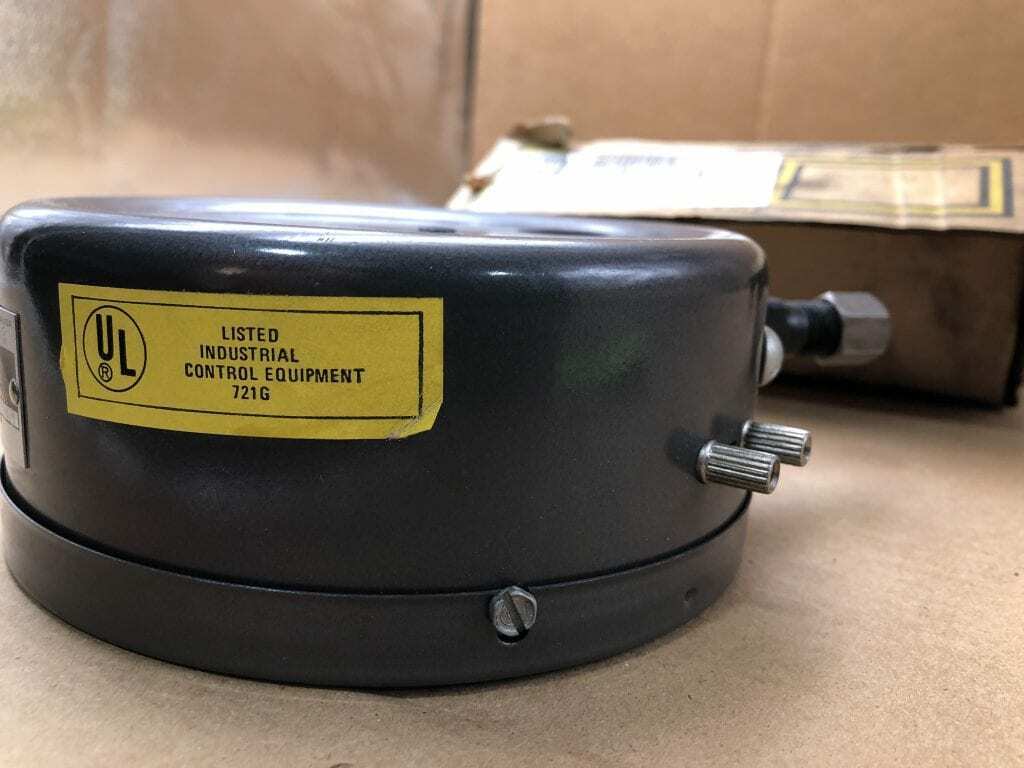 UL
®
LISTED
INDUSTRIAL
CONTROL EQUIPMENT
721G